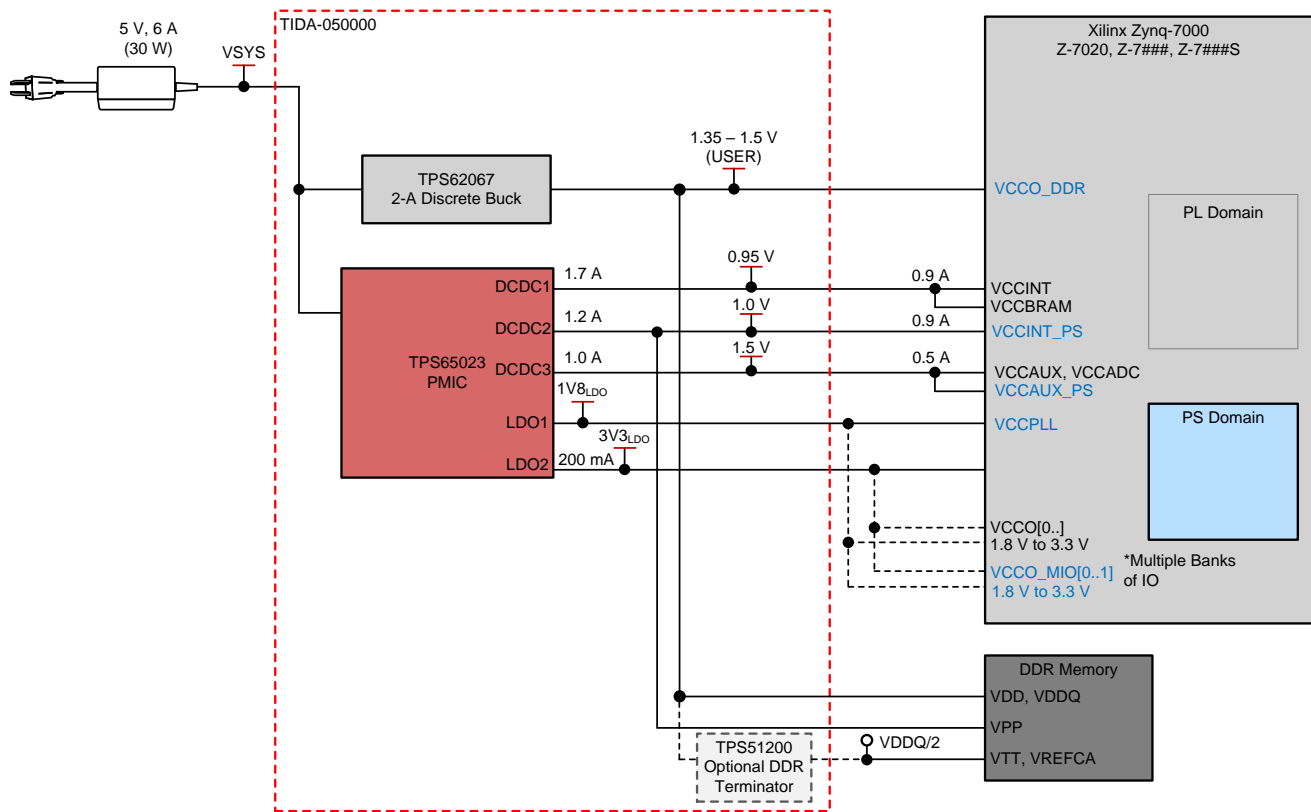 TIDA-050000
5 V, 6 A
(30 W)
VSYS
Xilinx Zynq-7000
Z-7020, Z-7###, Z-7###S
TPS62067
2-A Discrete Buck
1.35 – 1.5 V
(USER)
VCCO_DDR
PL Domain
TPS65023
PMIC
DCDC1
1.7 A
0.95 V
0.9 A
VCCINT
VCCBRAM
DCDC2
1.2 A
1.0 V
0.9 A
VCCINT_PS
DCDC3
1.0 A
1.5 V
0.5 A
VCCAUX, VCCADC
VCCAUX_PS
LDO1
1V8LDO
VCCPLL
LDO2
200 mA
3V3LDO
PS Domain
VCCO[0..]
1.8 V to 3.3 V
VCCO_MIO[0..1]
1.8 V to 3.3 V
*Multiple Banks
of IO
DDR Memory
VDD, VDDQ
VPP
VTT, VREFCA
TPS51200
Optional DDR
Terminator
VDDQ/2